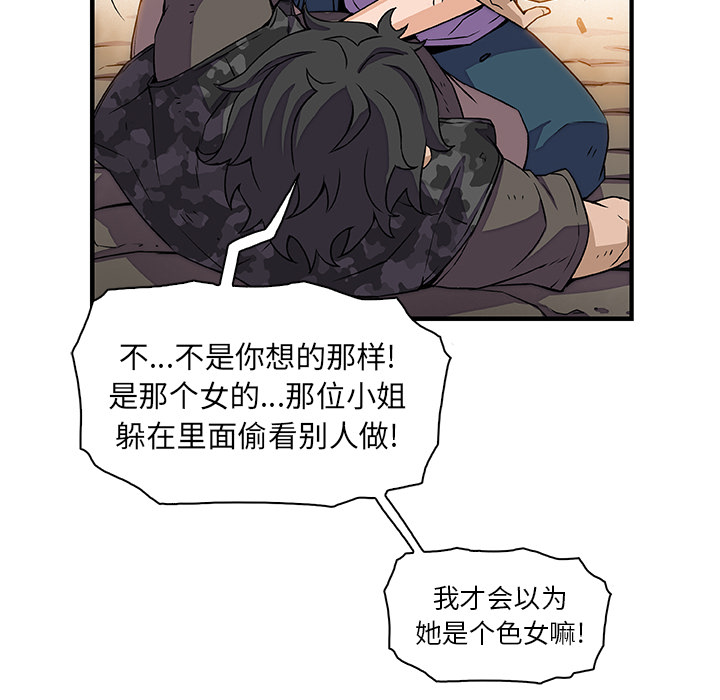 不...不是你想的那样!
是那个女的...那位小姐
躲在里面偷看别人做!
我才会以为
她是个色女嘛!